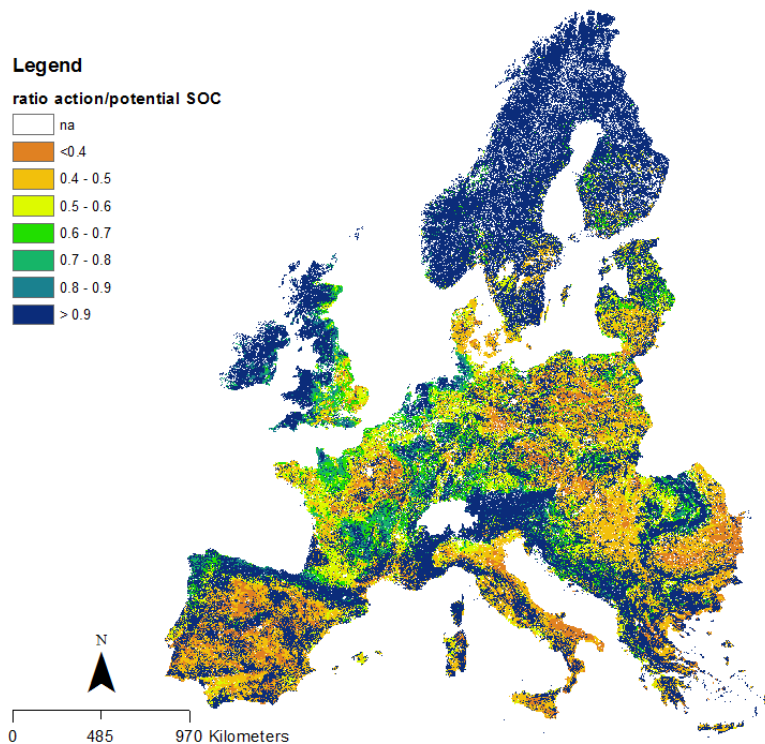 Legend
ratio action/potential SOC
na
<0.4
0.4 - 0.5
0.5 - 0.6
0.6 - 0.7
0.7 - 0.8
0.8 - 0.9
> 0.9
N
0 485 970 Kilometers